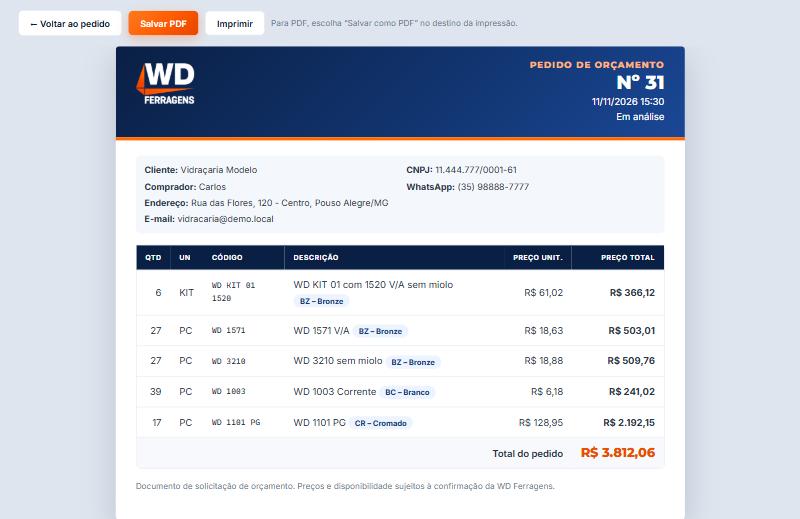 ← Voltar ao pedido Salvar PDF Imprimir Para PDF, escolha "Salvar como PDF" no destino da impressão.
WD
FERRAGENS
PEDIDO DE ORÇAMENTO
Nº 31
11/11/2026 15:30
Em análise
Cliente: Vidraçaria Modelo CNPJ: 11.444.777/0001-61
Comprador: Carlos WhatsApp: (35) 98888-7777
Endereço: Rua das Flores, 120 - Centro, Pouso Alegre/MG
E-mail: vidracaria@demo.local
QTD UN CÓDIGO DESCRIÇÃO PREÇO UNIT. PREÇO TOTAL
6 KIT WD KIT 01 1520 WD KIT 01 com 1520 V/A sem miolo BZ – Bronze R$ 61,02 R$ 366,12
27 PC WD 1571 WD 1571 V/A BZ – Bronze R$ 18,63 R$ 503,01
27 PC WD 3210 WD 3210 sem miolo BZ – Bronze R$ 18,88 R$ 509,76
39 PC WD 1003 WD 1003 Corrente BC – Branco R$ 6,18 R$ 241,02
17 PC WD 1101 PG WD 1101 PG CR – Cromado R$ 128,95 R$ 2.192,15
Total do pedido R$ 3.812,06
Documento de solicitação de orçamento. Preços e disponibilidade sujeitos à confirmação da WD Ferragens.